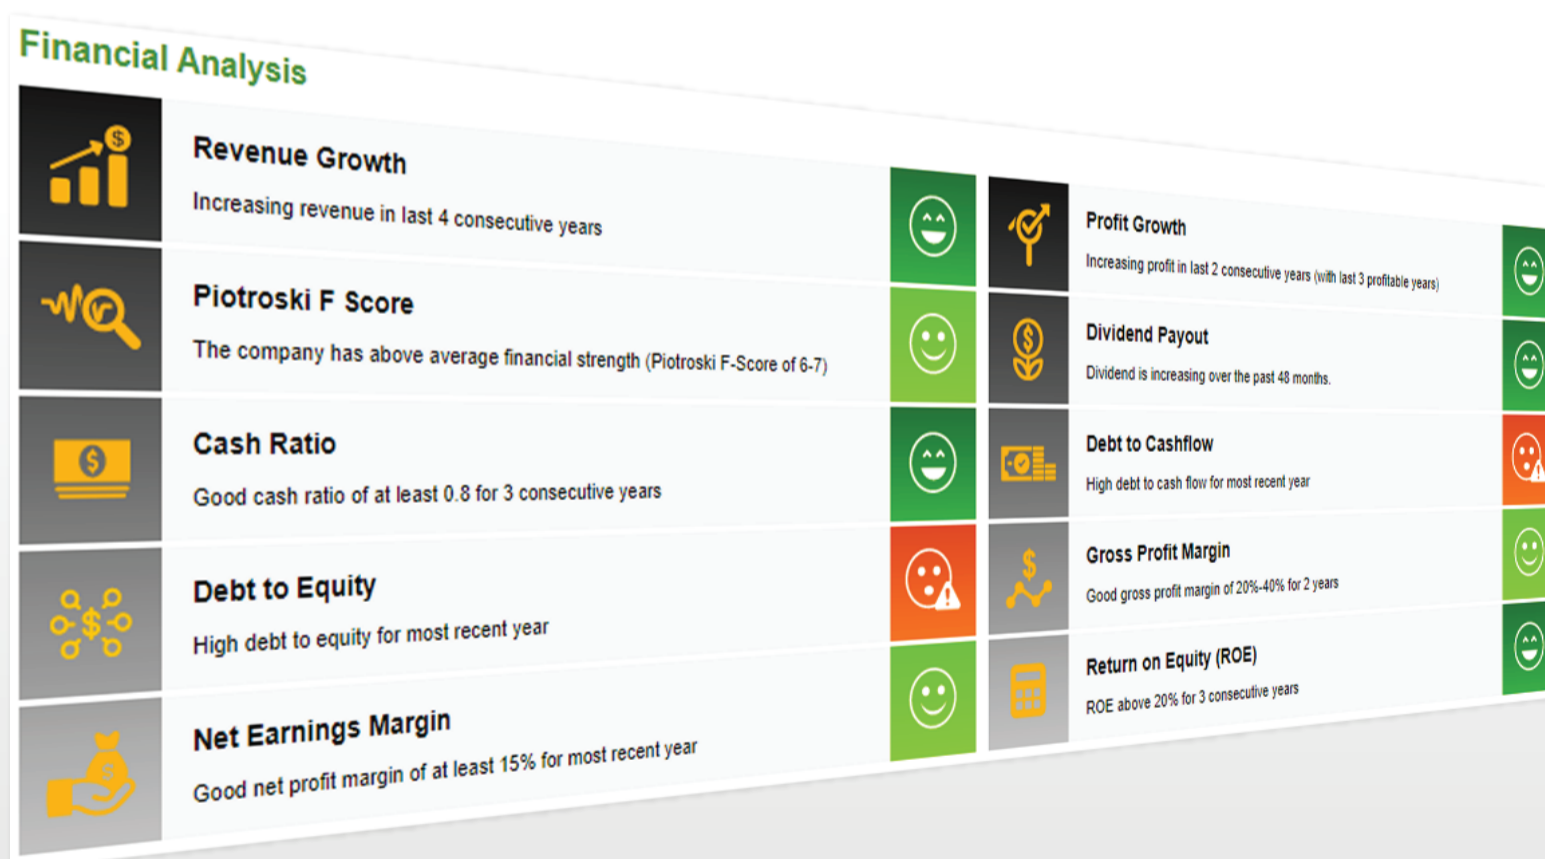 Financial Analysis
Revenue Growth
Increasing revenue in last 4 consecutive years
Piotroski F Score
The company has above average financial strength (Piotroski F-Score of 6-7)
Cash Ratio
Good cash ratio of at least 0.8 for 3 consecutive years
Debt to Equity
High debt to equity for most recent year
Net Earnings Margin
Good net profit margin of at least 15% for most recent year
Profit Growth
Increasing profit in last 2 consecutive years (with last 3 profitable years)
Dividend Payout
Dividend is increasing over the past 48 months.
Debt to Cashflow
High debt to cash flow for most recent year
Gross Profit Margin
Good gross profit margin of 20%-40% for 2 years
Return on Equity (ROE)
ROE above 20% for 3 consecutive years